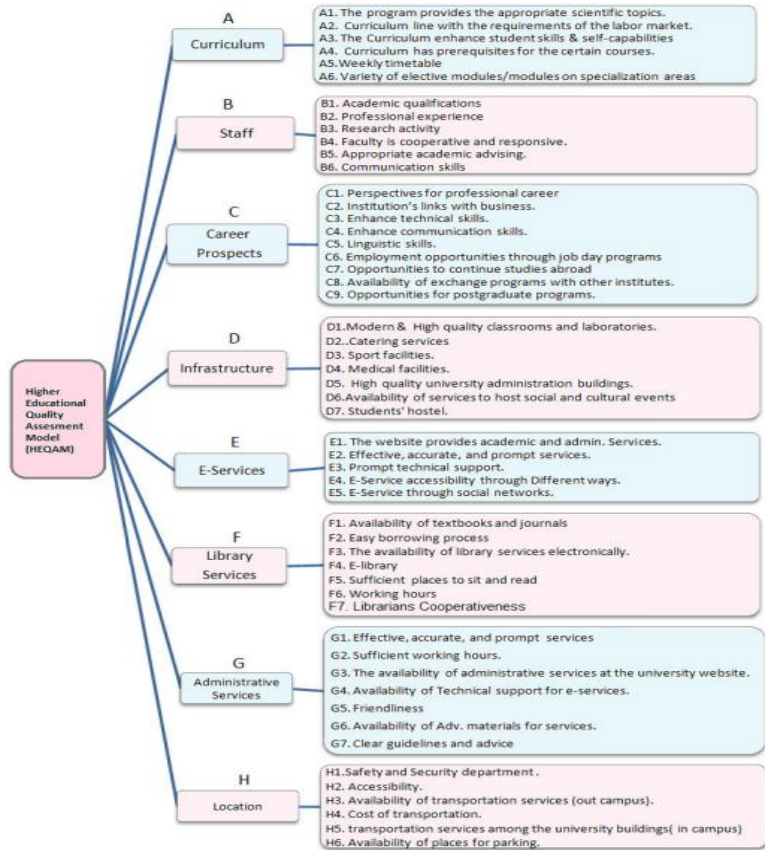 Higher
Educational
Quality
Assesment
Model
(HEQAM)
A
Curriculum
A1. The program provides the appropriate scientific topics.
A2. Curriculum line with the requirements of the labor market.
A3. The Curriculum enhance student skills & self-capabilities
A4. Curriculum has prerequisites for the certain courses.
A5.Weekly timetable
A6. Variety of elective modules/modules on specialization areas
B
Staff
B1. Academic qualifications
B2. Professional experience
B3. Research activity
B4. Faculty is cooperative and responsive.
B5. Appropriate academic advising.
B6. Communication skills
C
Career
Prospects
C1. Perspectives for professional career
C2. Institution's links with business.
C3. Enhance technical skills.
C4. Enhance communication skills.
C5. Linguistic skills.
C6. Employment opportunities through job day programs
C7. Opportunities to continue studies abroad
C8. Availability of exchange programs with other institutes.
C9. Opportunities for postgraduate programs.
D
Infrastructure
D1.Modern & High quality classrooms and laboratories.
D2..Catering services
D3. Sport facilities.
D4. Medical facilities.
D5. High quality university administration buildings.
D6.Availability of services to host social and cultural events
D7. Students' hostel.
E
E-Services
E1. The website provides academic and admin. Services.
E2. Effective, accurate, and prompt services.
E3. Prompt technical support.
E4. E-Service accessibility through Different ways.
E5. E-Service through social networks.
F
Library
Services
F1. Availability of textbooks and journals
F2. Easy borrowing process
F3. The availability of library services electronically.
F4. E-library
F5. Sufficient places to sit and read
F6. Working hours
F7. Librarians Cooperativeness
G
Administrative
Services
G1. Effective, accurate, and prompt services
G2. Sufficient working hours.
G3. The availability of administrative services at the university website.
G4. Availability of Technical support for e-services.
G5. Friendliness
G6. Availability of Adv. materials for services.
G7. Clear guidelines and advice
H
Location
H1.Safety and Security department .
H2. Accessibility.
H3. Availability of transportation services (out campus).
H4. Cost of transportation.
H5. transportation services among the university buildings( in campus)
H6. Availability of places for parking.